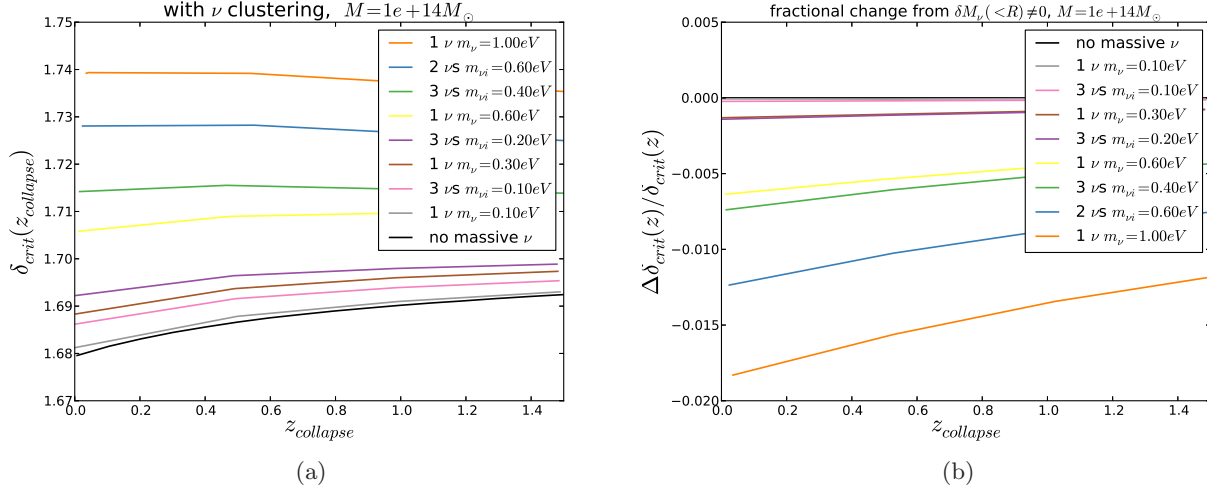 with ν clustering, M=1e+14M⊙
1.75
1.74
1.73
1.72
1.71
1.70
1.69
1.68
1.67
δcrit(zcollapse)
1 ν mν=1.00eV
2 νs mνi=0.60eV
3 νs mνi=0.40eV
1 ν mν=0.60eV
3 νs mνi=0.20eV
1 ν mν=0.30eV
3 νs mνi=0.10eV
1 ν mν=0.10eV
no massive ν
0.0 0.2 0.4 0.6 0.8 1.0 1.2 1.4
zcollapse
(a)
fractional change from δMν(<R)≠0, M=1e+14M⊙
0.005
0.000
−0.005
−0.010
−0.015
−0.020
Δδcrit(z)/δcrit(z)
no massive ν
1 ν mν=0.10eV
3 νs mνi=0.10eV
1 ν mν=0.30eV
3 νs mνi=0.20eV
1 ν mν=0.60eV
3 νs mνi=0.40eV
2 νs mνi=0.60eV
1 ν mν=1.00eV
0.0 0.2 0.4 0.6 0.8 1.0 1.2 1.4
zcollapse
(b)